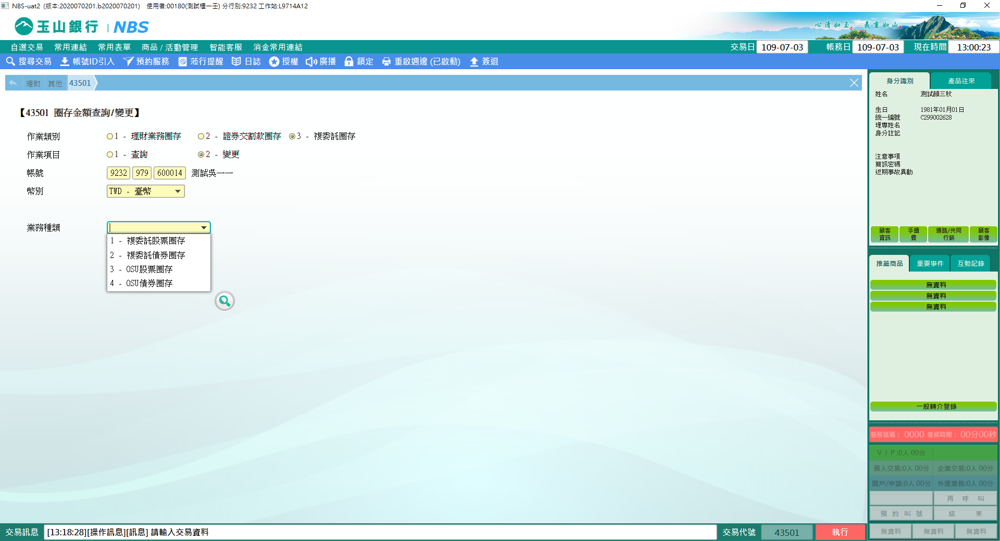 NBS-uat2 (版本:2020070201.b2020070201) 使用者:00180(測試櫃一王) 分行別:9232 工作站:L9714A12
玉山銀行 | NBS
心清如玉 義重如山
自選交易 常用連結 常用表單 商品 / 活動管理 智能客服 消金常用連結 交易日 109-07-03 帳務日 109-07-03 現在時間 13:00:23
搜尋交易 帳號ID引入 預約服務 蒞行提醒 日誌 授權 廣播 鎖定 重啟週邊 (已啟動) 簽退
理財 其他 43501
【43501 圈存金額查詢/變更】
作業類別 1 - 理財業務圈存 2 - 證券交割款圈存 3 - 複委託圈存
作業項目 1 - 查詢 2 - 變更
帳號 9232 979 600014 測試吳一一
幣別 TWD - 臺幣
業務種類
1 - 複委託股票圈存
2 - 複委託債券圈存
3 - OSU股票圈存
4 - OSU債券圈存
身分識別 產品往來
姓名 測試顏三秋
生日 1981年01月01日
統一編號 C299002628
理專姓名
身分註記
注意事項
簡訊密碼
近期事故異動
顧客資訊 手續費 通路/共同行銷 顧客影像
推薦商品 重要事件 互動記錄
無資料
無資料
無資料
一般轉介登錄
服務號碼： 0000 等候時間： 00分00秒
ＶＩＰ:0人 00分
個人交易:0人 00分 企業交易:0人 00分
開戶/申請:0人 00分 外匯業務:0人 00分
再 呼 叫
預 約 叫 號 結 束
無資料 無資料 無資料
交易訊息 [13:18:28][操作訊息][訊息] 請輸入交易資料 交易代號 43501 執行